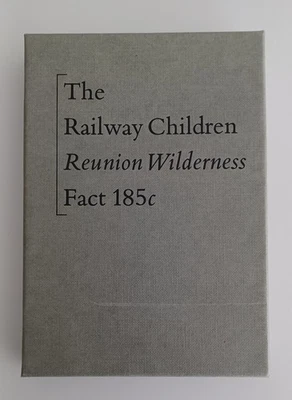 The
Railway Children
Reunion Wilderness
Fact 185c